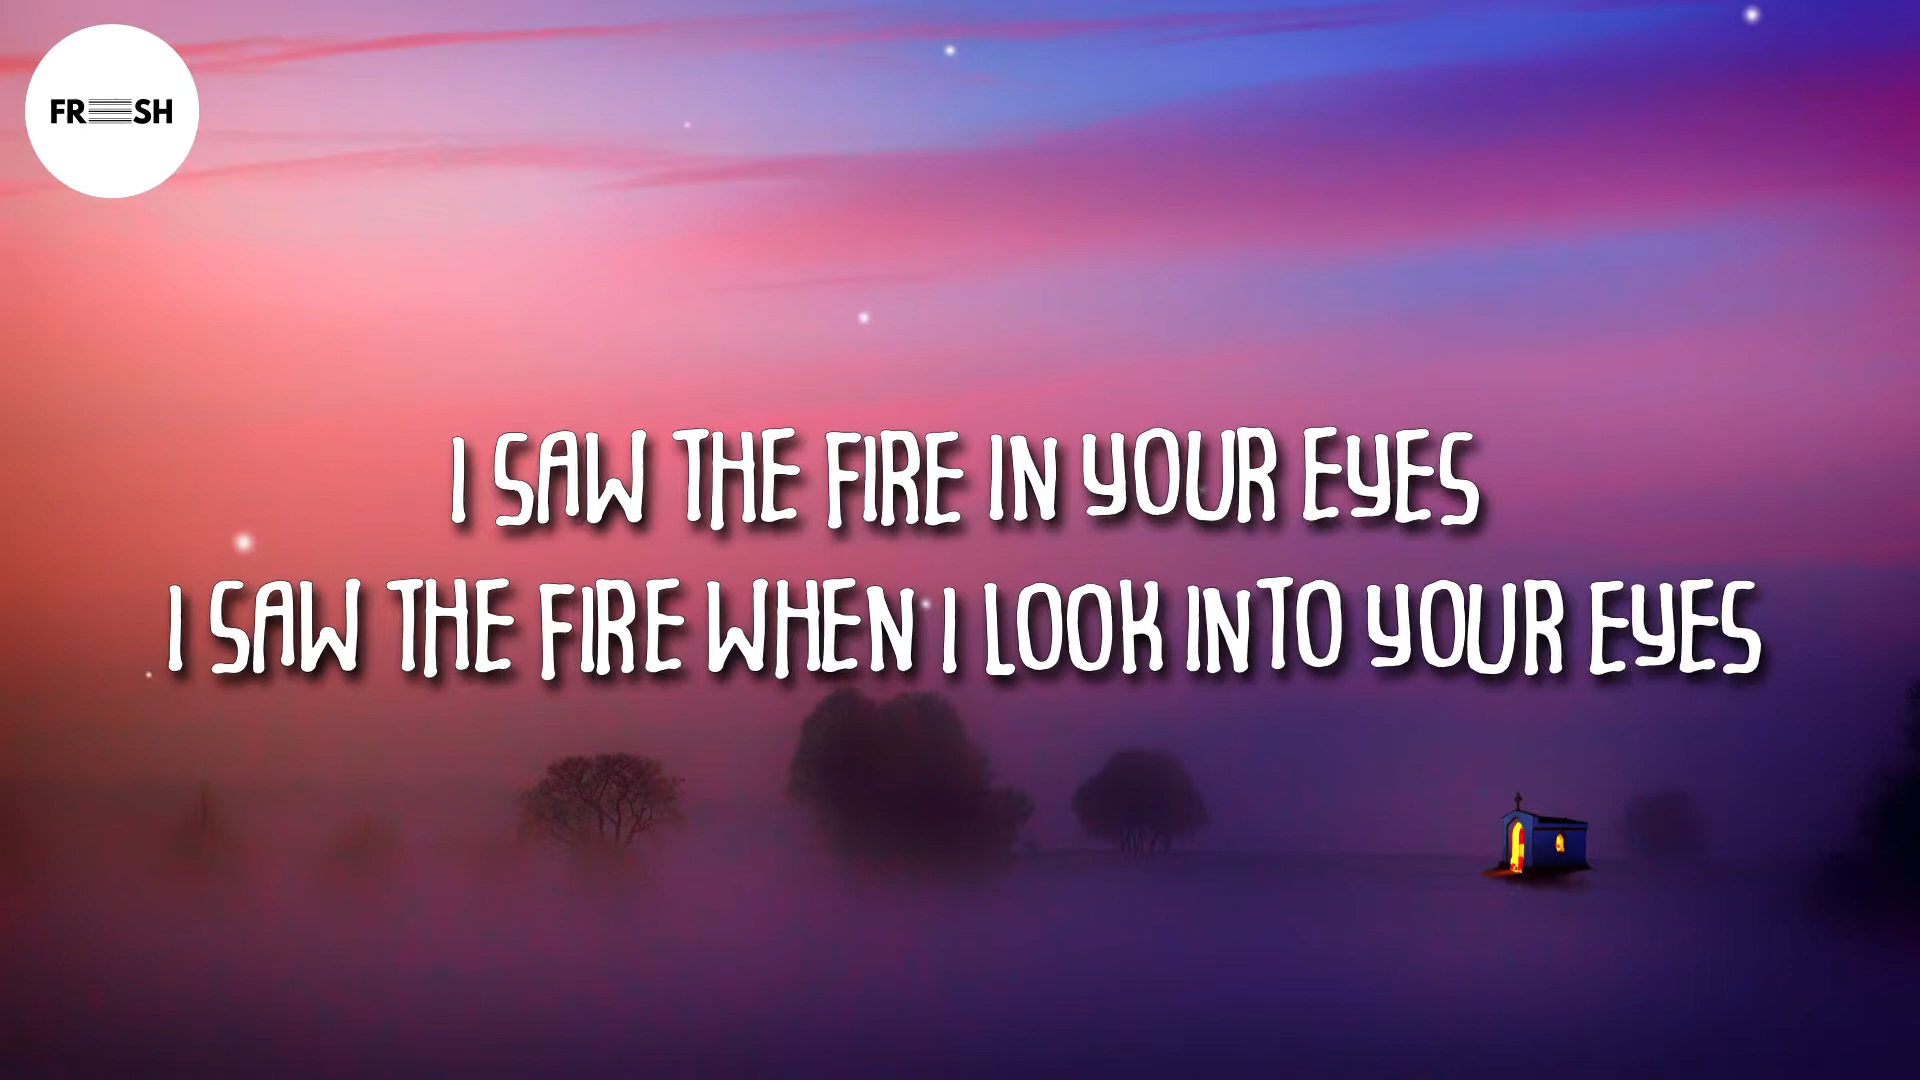 FRESH
I SAW THE FIRE IN YOUR EYES
I SAW THE FIRE WHEN I LOOK INTO YOUR EYES